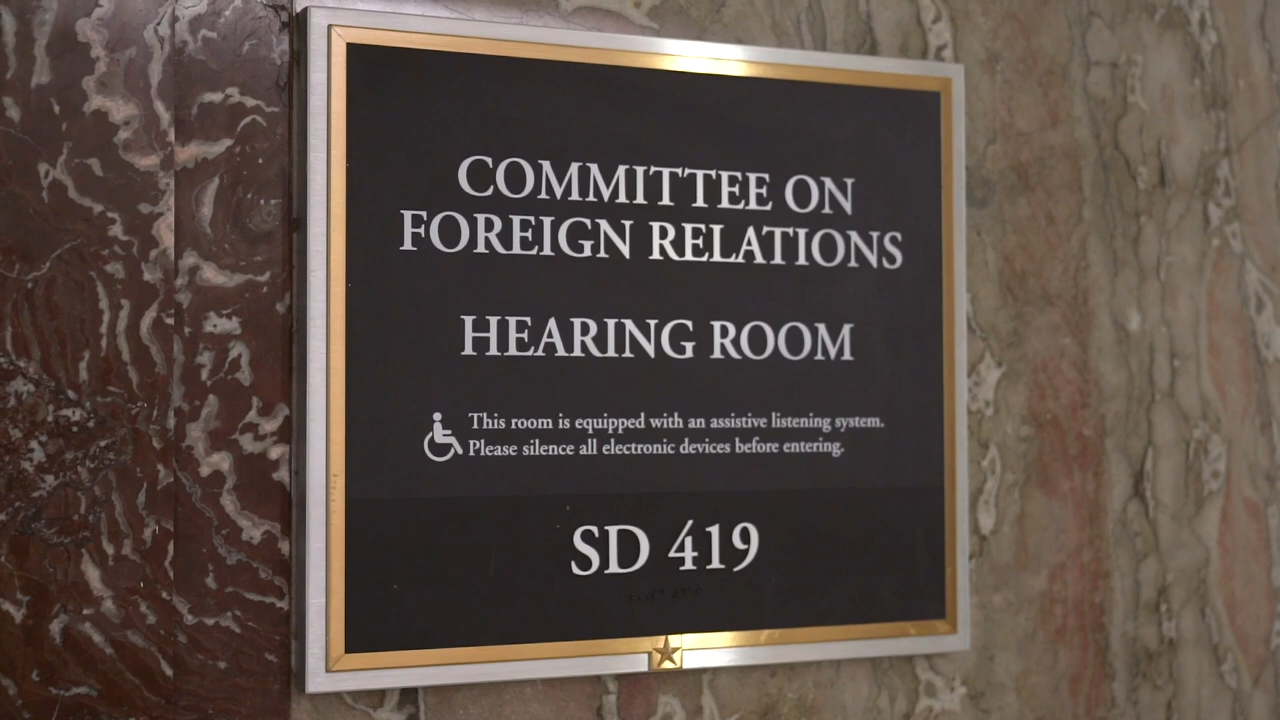 COMMITTEE ON
FOREIGN RELATIONS
HEARING ROOM
This room is equipped with an assistive listening system.
Please silence all electronic devices before entering.
SD 419